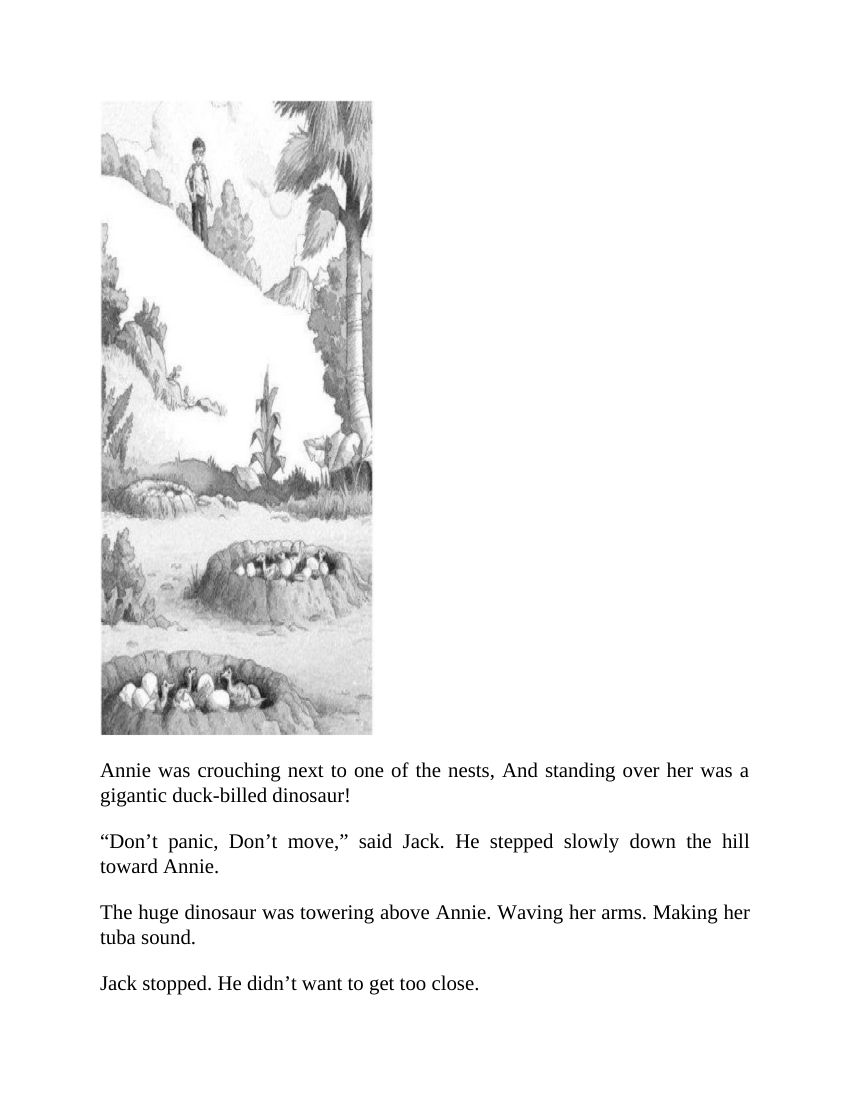 Annie was crouching next to one of the nests, And standing over her was a
gigantic duck-billed dinosaur!
“Don’t panic, Don’t move,” said Jack. He stepped slowly down the hill
toward Annie.
The huge dinosaur was towering above Annie. Waving her arms. Making her
tuba sound.
Jack stopped. He didn’t want to get too close.